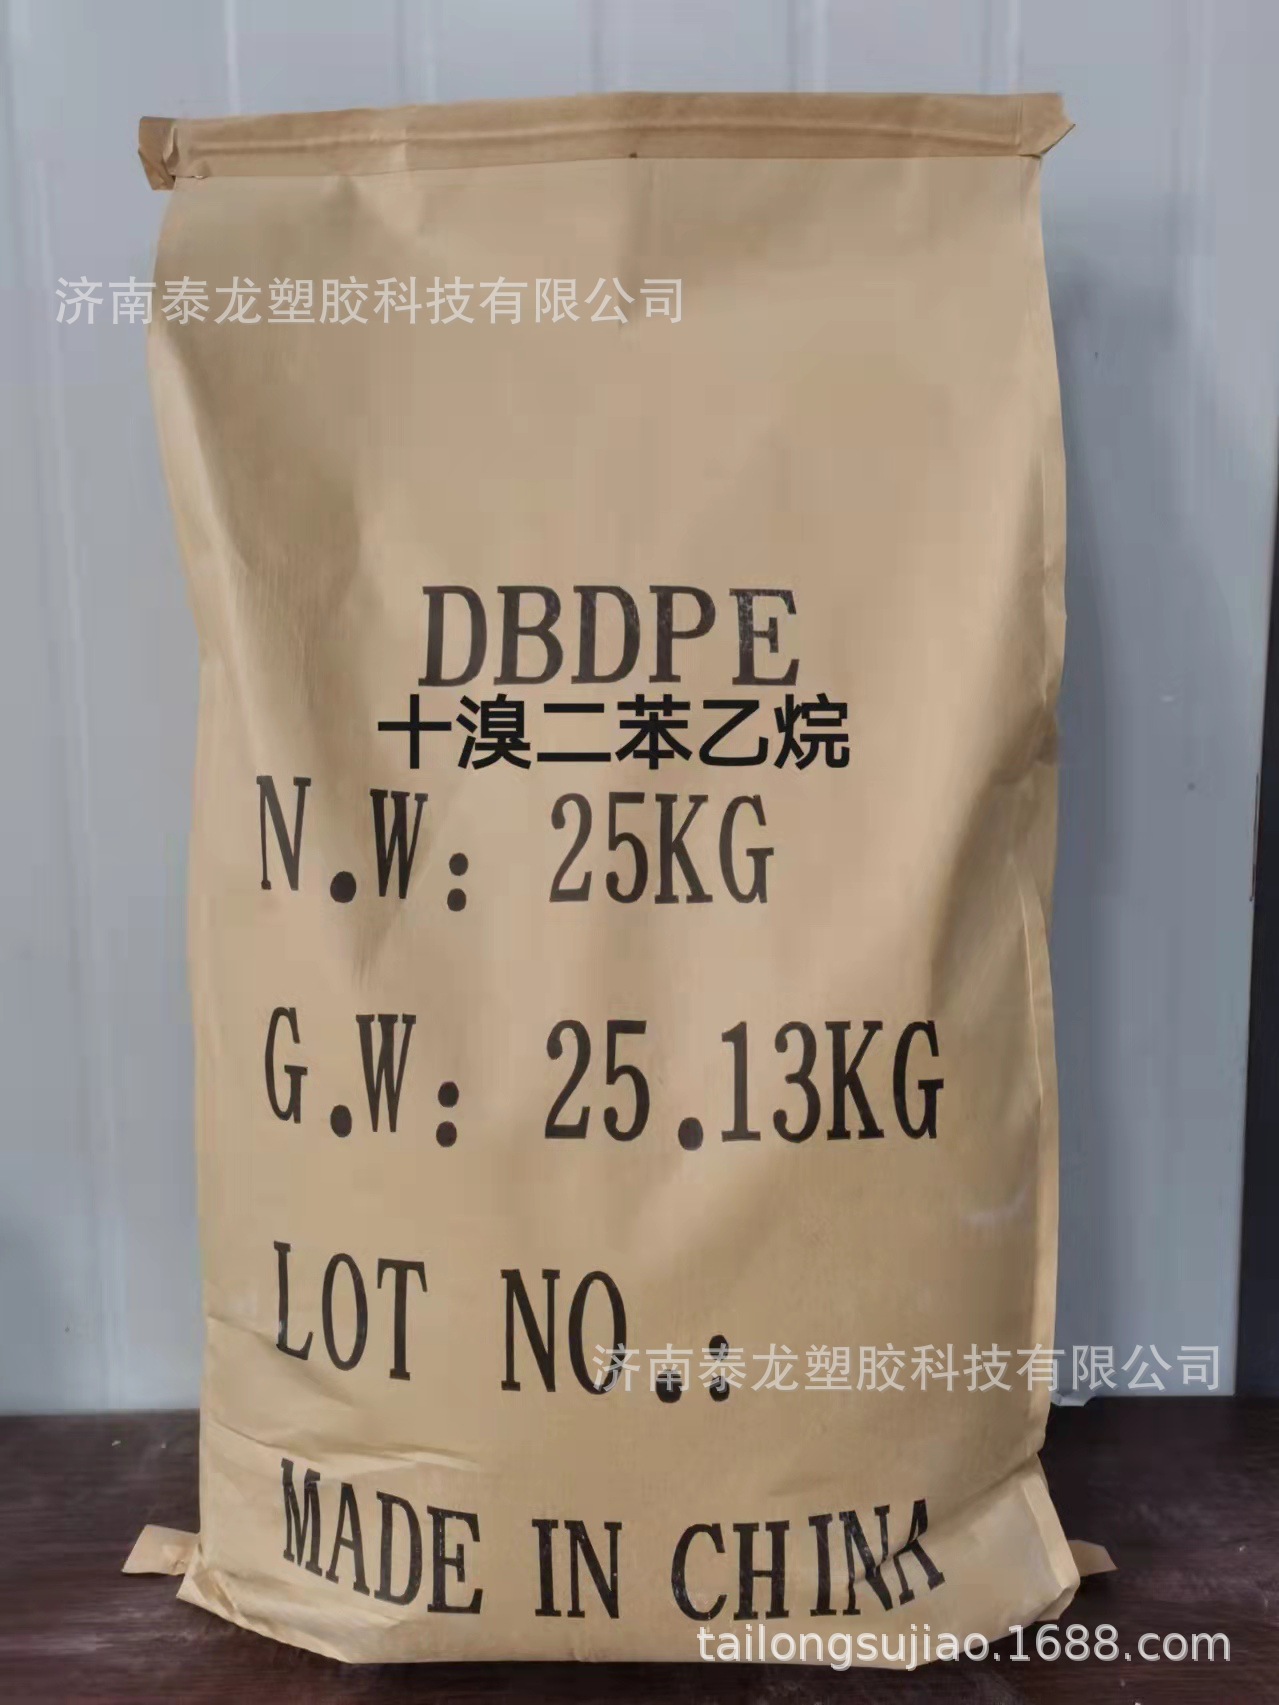 济南泰龙塑胶科技有限公司
DBDPE
十溴二苯乙烷
N.W: 25KG
G.W: 25.13KG
LOT NO.:
济南泰龙塑胶科技有限公司
MADE IN CHINA
tailongsujiao.1688.com